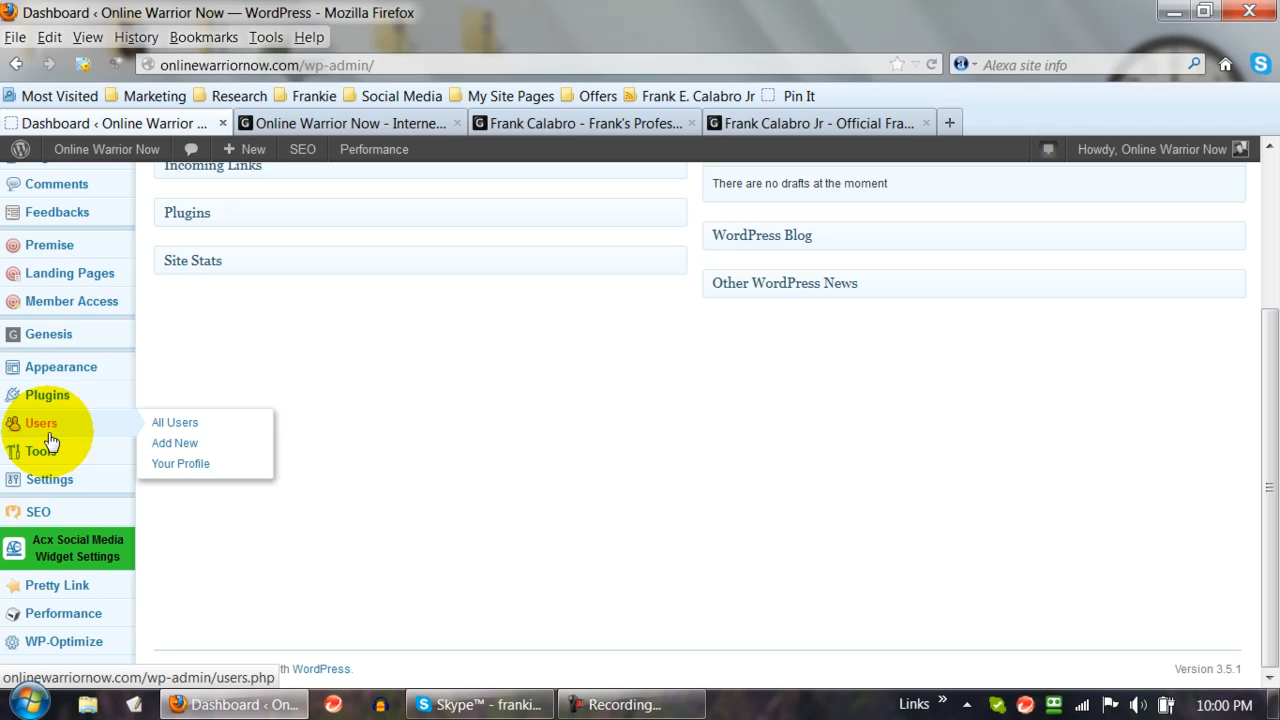 Dashboard ‹ Online Warrior Now — WordPress - Mozilla Firefox
File Edit View History Bookmarks Tools Help
onlinewarriornow.com/wp-admin/
Alexa site info
Most Visited Marketing Research Frankie Social Media My Site Pages Offers Frank E. Calabro Jr Pin It
Dashboard ‹ Online Warrior ...
Online Warrior Now - Interne...
Frank Calabro - Frank's Profes...
Frank Calabro Jr - Official Fra...
Online Warrior Now
New
SEO
Performance
Howdy, Online Warrior Now
Comments
Feedbacks
Premise
Landing Pages
Member Access
Genesis
Appearance
Plugins
Users
Tools
Settings
SEO
Acx Social Media
Widget Settings
Pretty Link
Performance
WP-Optimize
All Users
Add New
Your Profile
Incoming Links
Plugins
Site Stats
There are no drafts at the moment
WordPress Blog
Other WordPress News
th WordPress.
Version 3.5.1
onlinewarriornow.com/wp-admin/users.php
Dashboard ‹ On...
Skype™ - franki...
Recording...
Links
10:00 PM